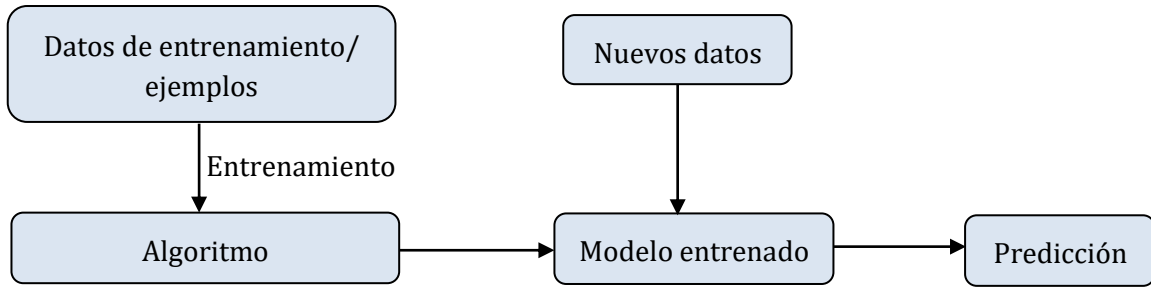 Datos de entrenamiento/
ejemplos
Nuevos datos
Entrenamiento
Algoritmo
Modelo entrenado
Predicción